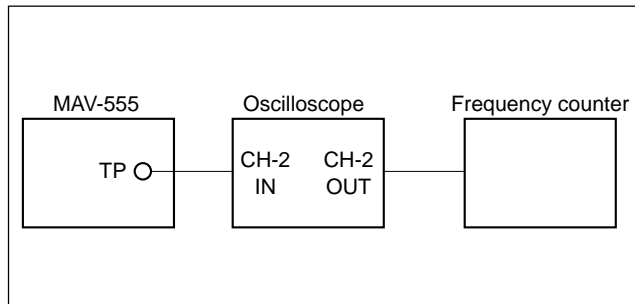 MAV-555
Oscilloscope
Frequency counter
TP
CH-2
IN
CH-2
OUT